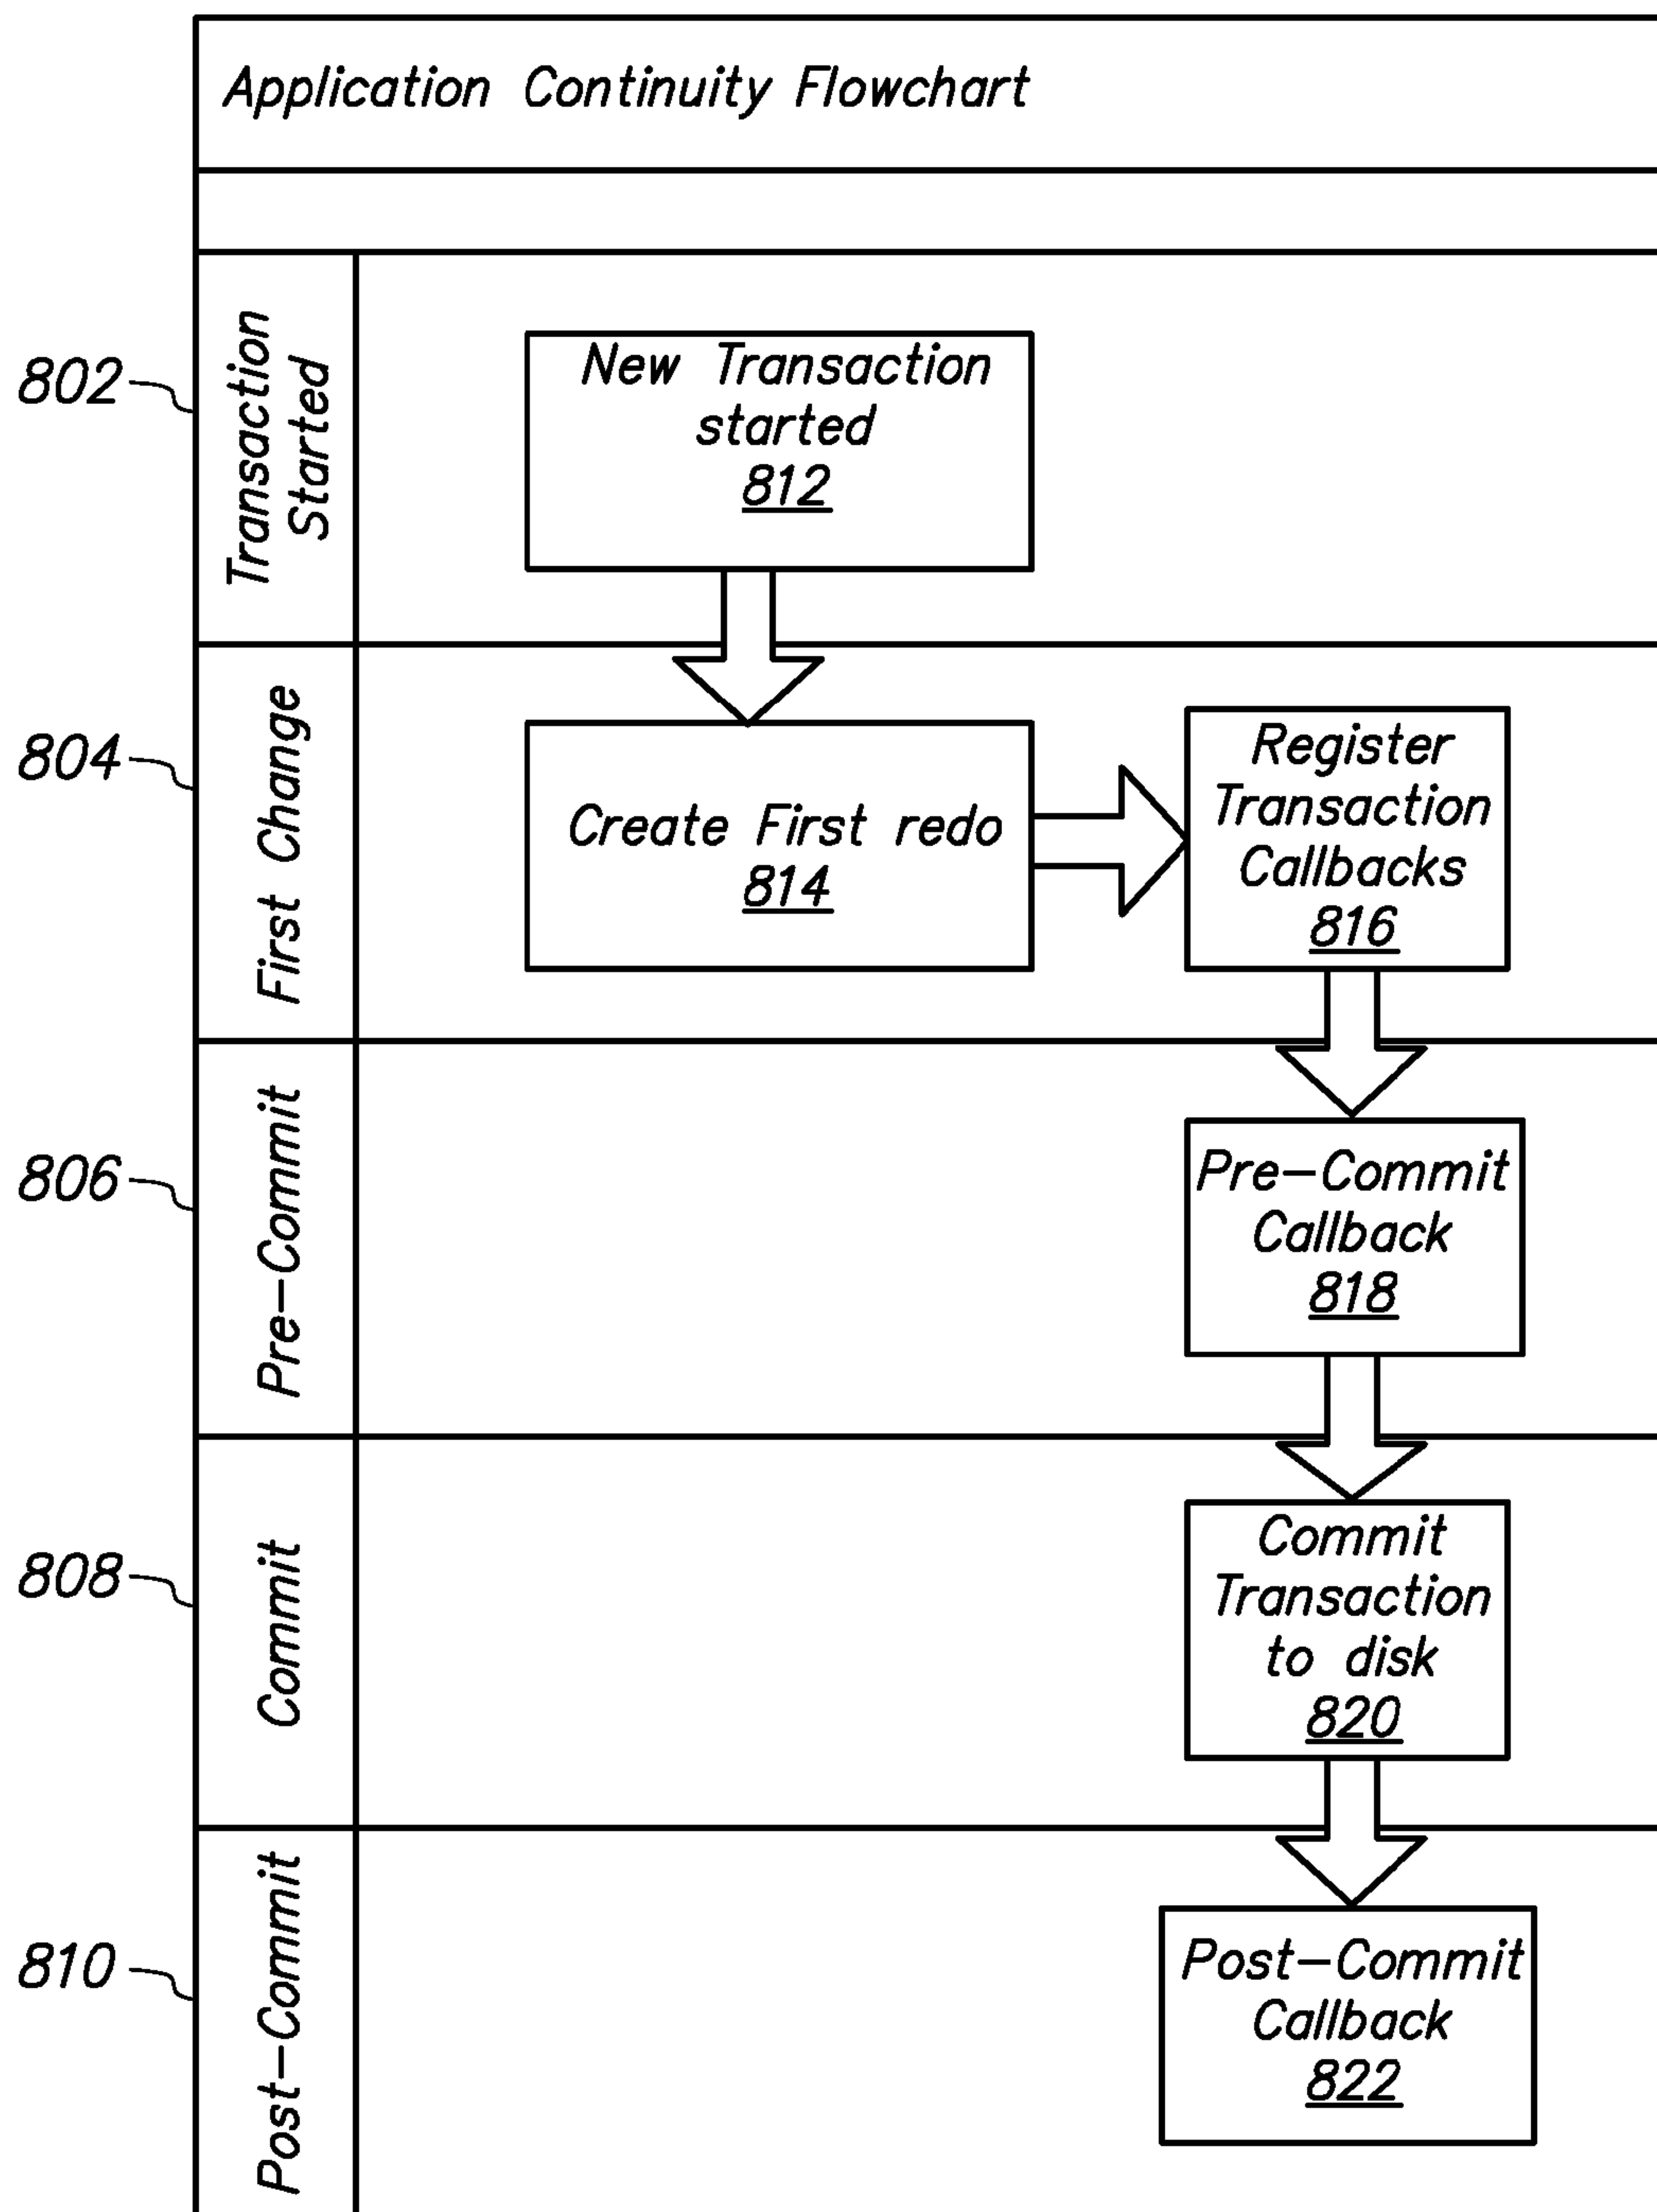 Application Continuity Flowchart
802
Transaction
Started
New Transaction
started
812
804
First Change
Create First redo
814
Register
Transaction
Callbacks
816
806
Pre-Commit
Pre-Commit
Callback
818
808
Commit
Commit
Transaction
to disk
820
810
Post-Commit
Post-Commit
Callback
822